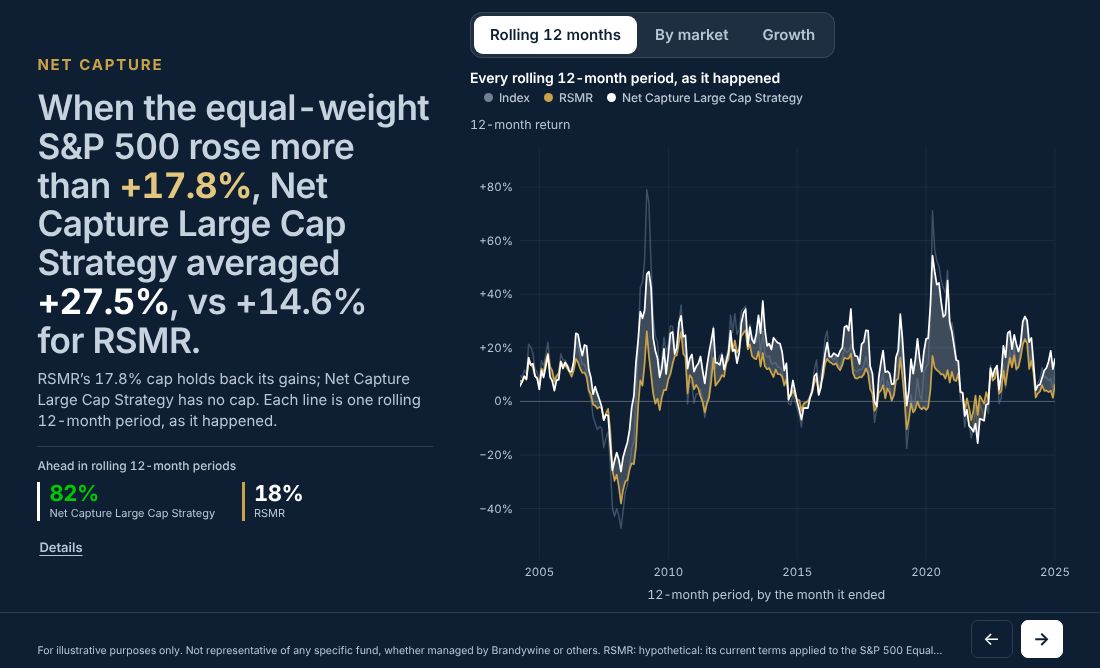 Rolling 12 months
By market
Growth
NET CAPTURE
When the equal-weight
S&P 500 rose more
than +17.8%, Net
Capture Large Cap
Strategy averaged
+27.5%, vs +14.6%
for RSMR.
RSMR’s 17.8% cap holds back its gains; Net Capture
Large Cap Strategy has no cap. Each line is one rolling
12-month period, as it happened.
Ahead in rolling 12-month periods
82%
Net Capture Large Cap Strategy
18%
RSMR
Details
Every rolling 12-month period, as it happened
Index
RSMR
Net Capture Large Cap Strategy
12-month return
+80%
+60%
+40%
+20%
0%
−20%
−40%
2005
2010
2015
2020
2025
12-month period, by the month it ended
For illustrative purposes only. Not representative of any specific fund, whether managed by Brandywine or others. RSMR: hypothetical: its current terms applied to the S&P 500 Equal...
← →